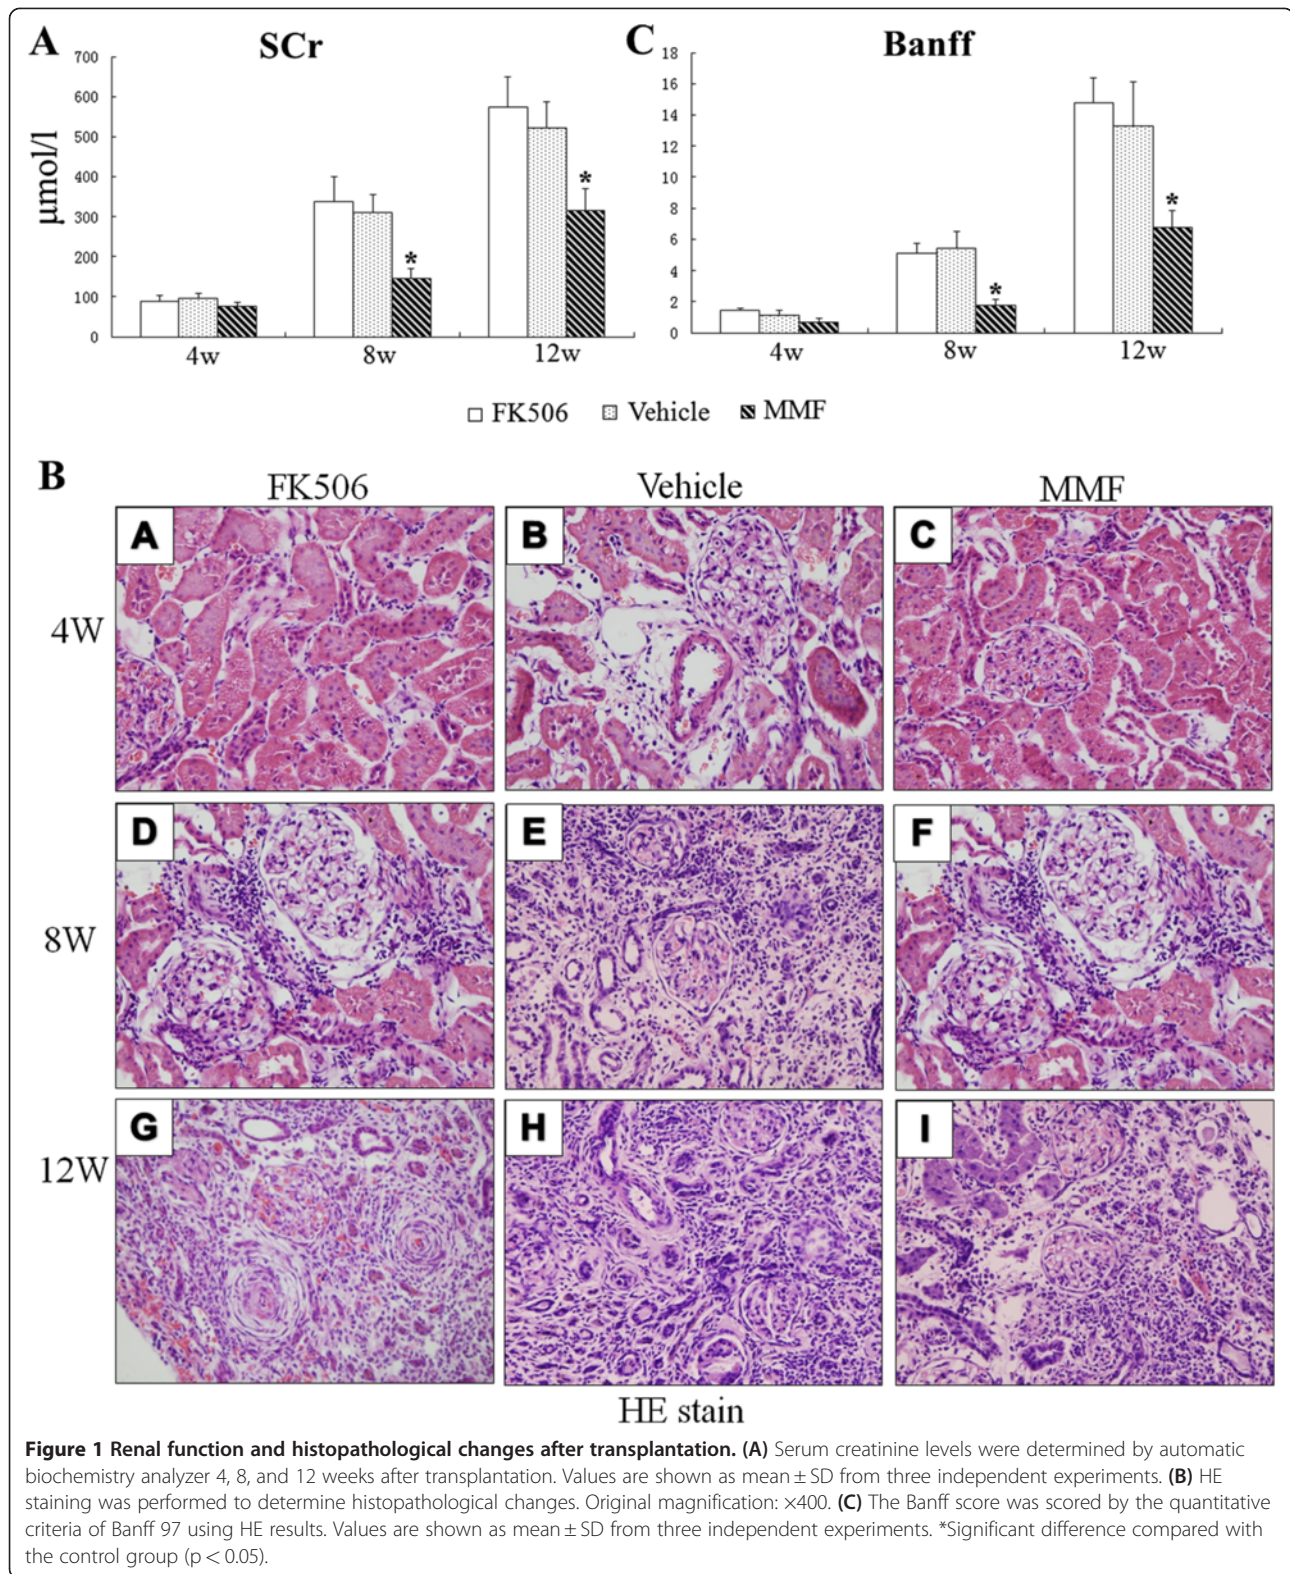 A
SCr
700
600
500
400
300
200
100
0
µmol/l
4w
8w
12w
C
Banff
18
16
14
12
10
8
6
4
2
0
4w
8w
12w
*
*
*
*
FK506
Vehicle
MMF
B
FK506
Vehicle
MMF
4W
A
B
C
8W
D
E
F
12W
G
H
I
HE stain
Figure 1 Renal function and histopathological changes after transplantation. (A) Serum creatinine levels were determined by automatic
biochemistry analyzer 4, 8, and 12 weeks after transplantation. Values are shown as mean ± SD from three independent experiments. (B) HE
staining was performed to determine histopathological changes. Original magnification: ×400. (C) The Banff score was scored by the quantitative
criteria of Banff 97 using HE results. Values are shown as mean ± SD from three independent experiments. *Significant difference compared with
the control group (p < 0.05).